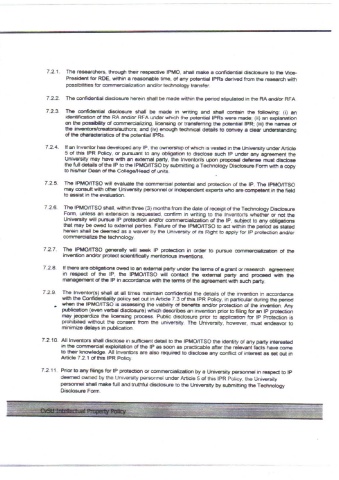 7.2.1. The researchers, through their respective IPMO, shall make a confidential disclosure to the Vice-
President for RDE, within a reasonable time, of any potential IPRs derived from the research with
possibilities for commercialization and/or technology transfer.
7.2.2. The confidential disclosure herein shall be made within the period stipulated in the RA and/or RFA.
7.2.3. The confidential disclosure shall be made in writing and shall contain the following: (i) an
identification of the RA and/or RFA under which the potential IPRs were made; (ii) an explanation
on the possibility of commercializing, licensing or transferring the potential IPR; (iii) the names of
the inventors/creators/authors; and (iv) enough technical details to convey a clear understanding
of the characteristics of the potential IPRs.
7.2.4. If an Inventor has developed any IP, the ownership of which is vested in the University under Article
5 of this IPR Policy, or pursuant to any obligation to disclose such IP under any agreement the
University may have with an external party, the Inventor/s upon proposal defense must disclose
the full details of the IP to the IPMO/ITSO by submitting a Technology Disclosure Form with a copy
to his/her Dean of the College/Head of units.
7.2.5. The IPMO/ITSO will evaluate the commercial potential and protection of the IP. The IPMO/ITSO
may consult with other University personnel or independent experts who are competent in the field
to assist in the evaluation.
7.2.6. The IPMO/ITSO shall, within three (3) months from the date of receipt of the Technology Disclosure
Form, unless an extension is requested, confirm in writing to the Inventor/s whether or not the
University will pursue IP protection and/or commercialization of the IP, subject to any obligations
that may be owed to external parties. Failure of the IPMO/ITSO to act within the period as stated
herein shall be deemed as a waiver by the University of its Right to apply for IP protection and/or
commercialize the technology.
7.2.7. The IPMO/ITSO generally will seek IP protection in order to pursue commercialization of the
invention and/or protect scientifically meritorious inventions.
7.2.8. If there are obligations owed to an external party under the terms of a grant or research agreement
in respect of the IP, the IPMO/ITSO will contact the external party and proceed with the
management of the IP in accordance with the terms of the agreement with such party.
7.2.9. The inventor(s) shall at all times maintain confidential the details of the invention in accordance
with the Confidentiality policy set out in Article 7.3 of this IPR Policy, in particular during the period
when the IPMO/ITSO is assessing the viability of benefits and/or protection of the invention. Any
publication (even verbal disclosure) which describes an invention prior to filing for an IP protection
may jeopardize the licensing process. Public disclosure prior to application for IP Protection is
prohibited without the consent from the university. The University, however, must endeavor to
minimize delays in publication.
7.2.10. All inventors shall disclose in sufficient detail to the IPMO/ITSO the identity of any party interested
in the commercial exploitation of the IP as soon as practicable after the relevant facts have come
to their knowledge. All Inventors are also required to disclose any conflict of interest as set out in
Article 7.2.1 of this IPR Policy.
7.2.11. Prior to any filings for IP protection or commercialization by a University personnel in respect to IP
deemed owned by the University personnel under Article 5 of this IPR Policy, the University
personnel shall make full and truthful disclosure to the University by submitting the Technology
Disclosure Form.
Intellectual Property Policy